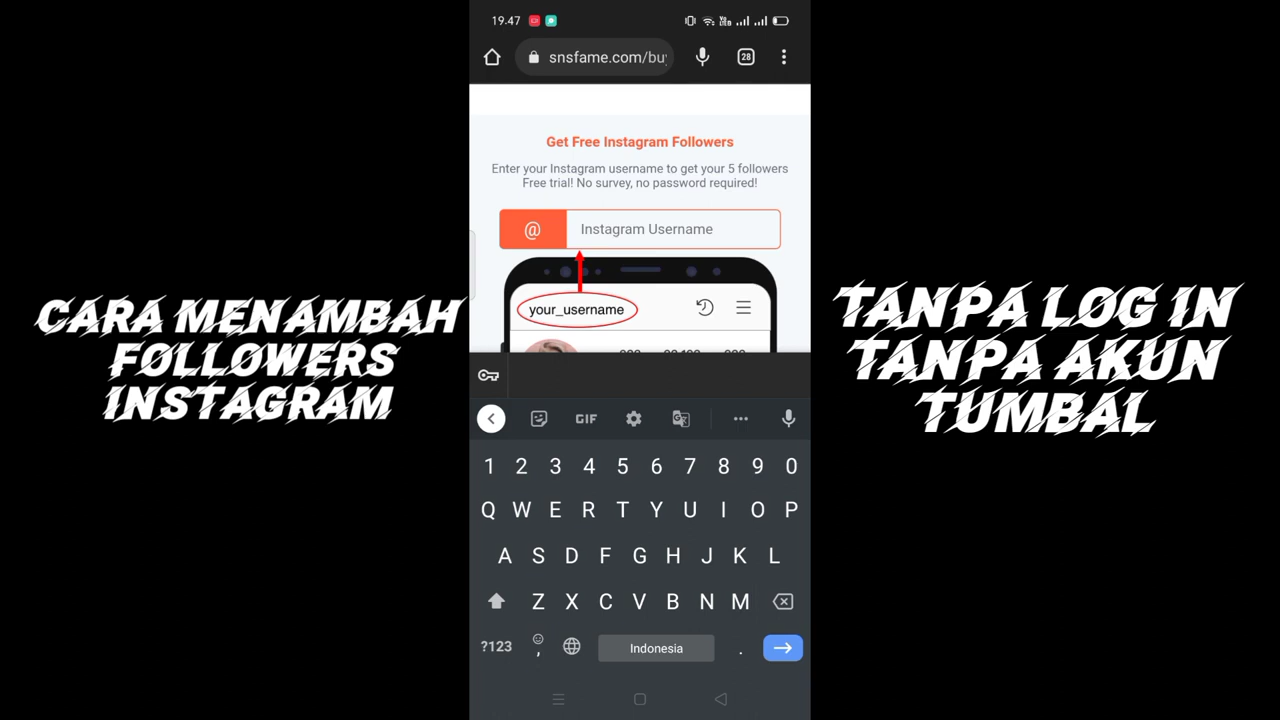 19.47
28
snsfame.com/buy
Get Free Instagram Followers
Enter your Instagram username to get your 5 followers
Free trial! No survey, no password required!
@ Instagram Username
your_username
CARA MENAMBAH
FOLLOWERS
INSTAGRAM
TANPA LOG IN
TANPA AKUN
TUMBAL
GIF
1 2 3 4 5 6 7 8 9 0
Q W E R T Y U I O P
A S D F G H J K L
Z X C V B N M
?123 , Indonesia .